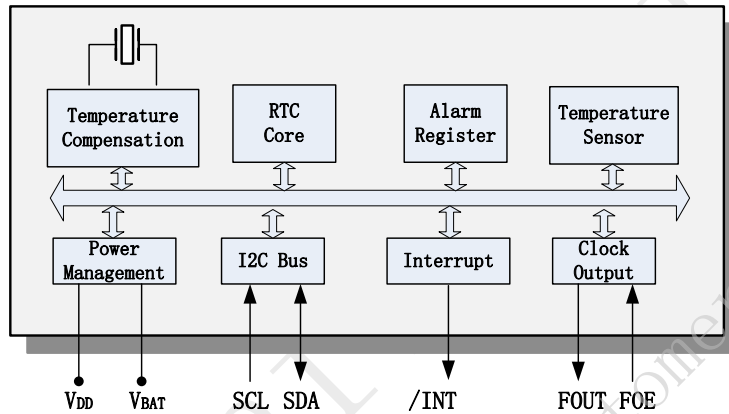 Temperature
Compensation
RTC
Core
Alarm
Register
Temperature
Sensor
Power
Management
I2C Bus
Interrupt
Clock
Output
VDD VBAT SCL SDA /INT FOUT FOE